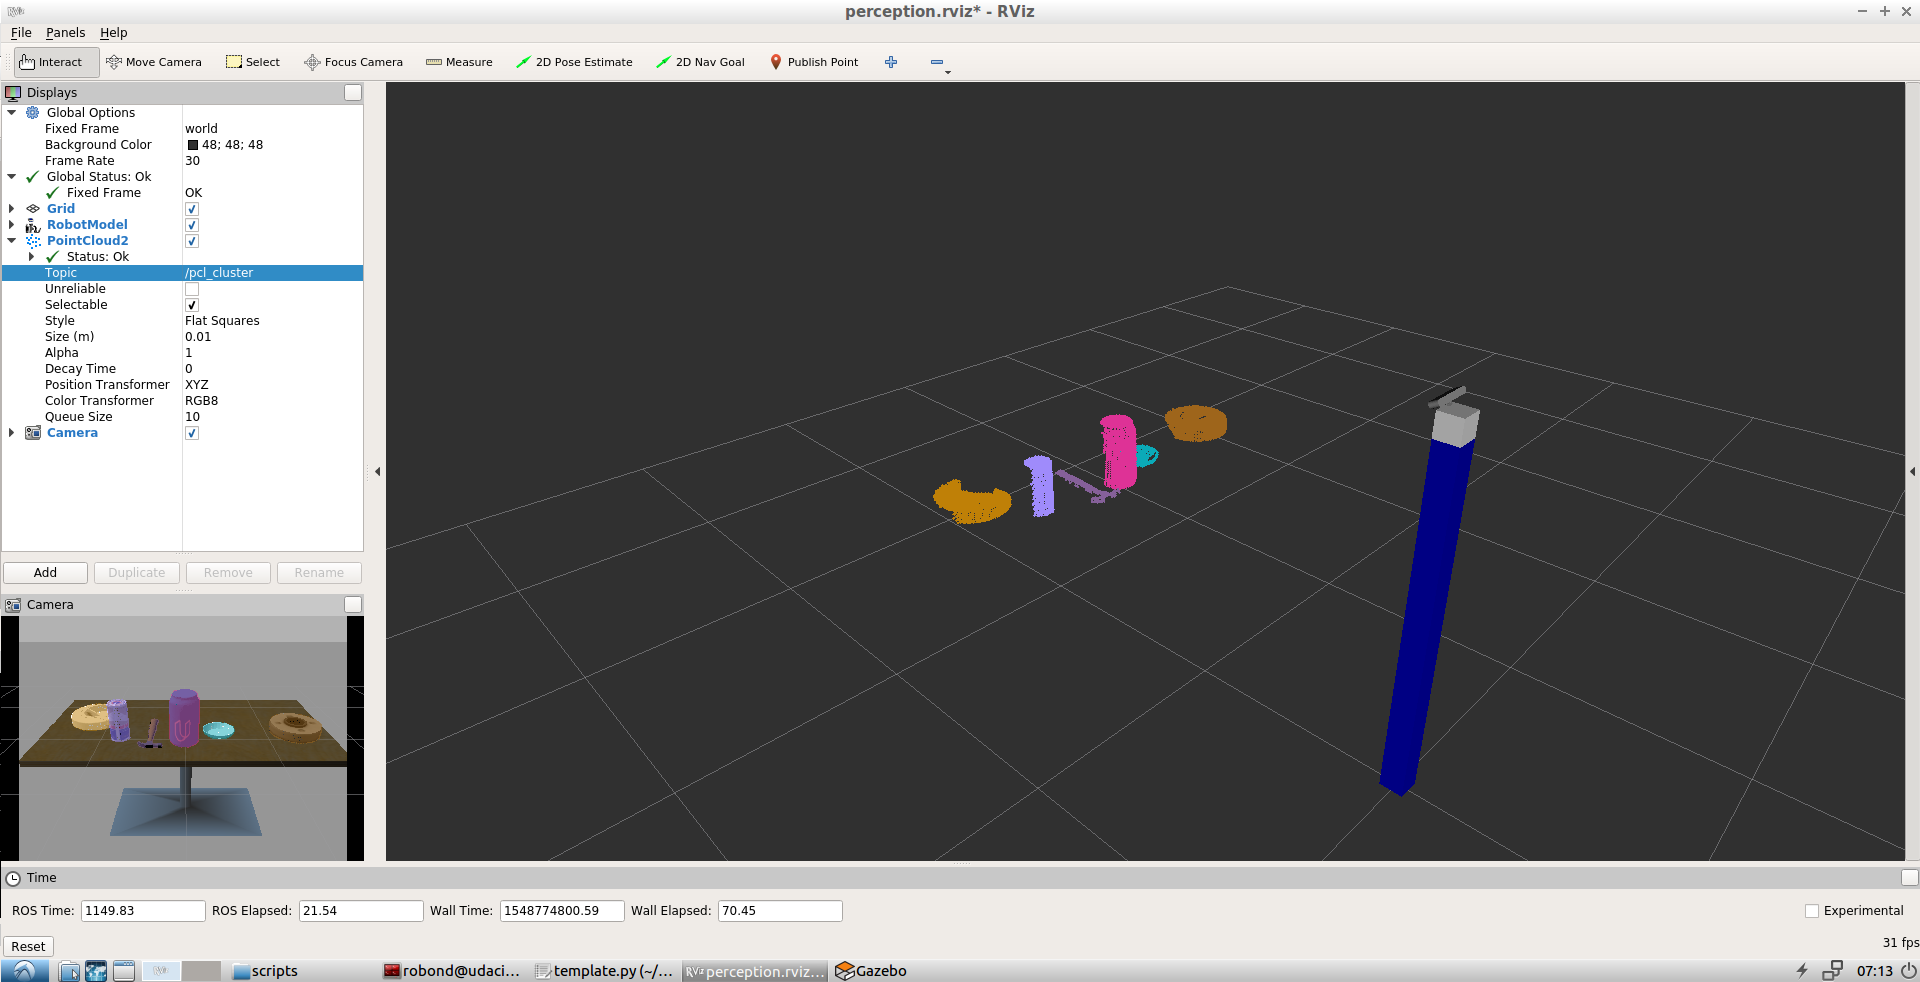 perception.rviz* - RViz
File Panels Help
Interact Move Camera Select Focus Camera Measure 2D Pose Estimate 2D Nav Goal Publish Point
Displays
Global Options
Fixed Frame world
Background Color 48; 48; 48
Frame Rate 30
Global Status: Ok
Fixed Frame OK
Grid
RobotModel
PointCloud2
Status: Ok
Topic /pcl_cluster
Unreliable
Selectable
Style Flat Squares
Size (m) 0.01
Alpha 1
Decay Time 0
Position Transformer XYZ
Color Transformer RGB8
Queue Size 10
Camera
Add Duplicate Remove Rename
Camera
Time
ROS Time: 1149.83 ROS Elapsed: 21.54 Wall Time: 1548774800.59 Wall Elapsed: 70.45 Experimental
Reset 31 fps
scripts robond@udaci... template.py (~/... RViz perception.rviz... Gazebo 07:13